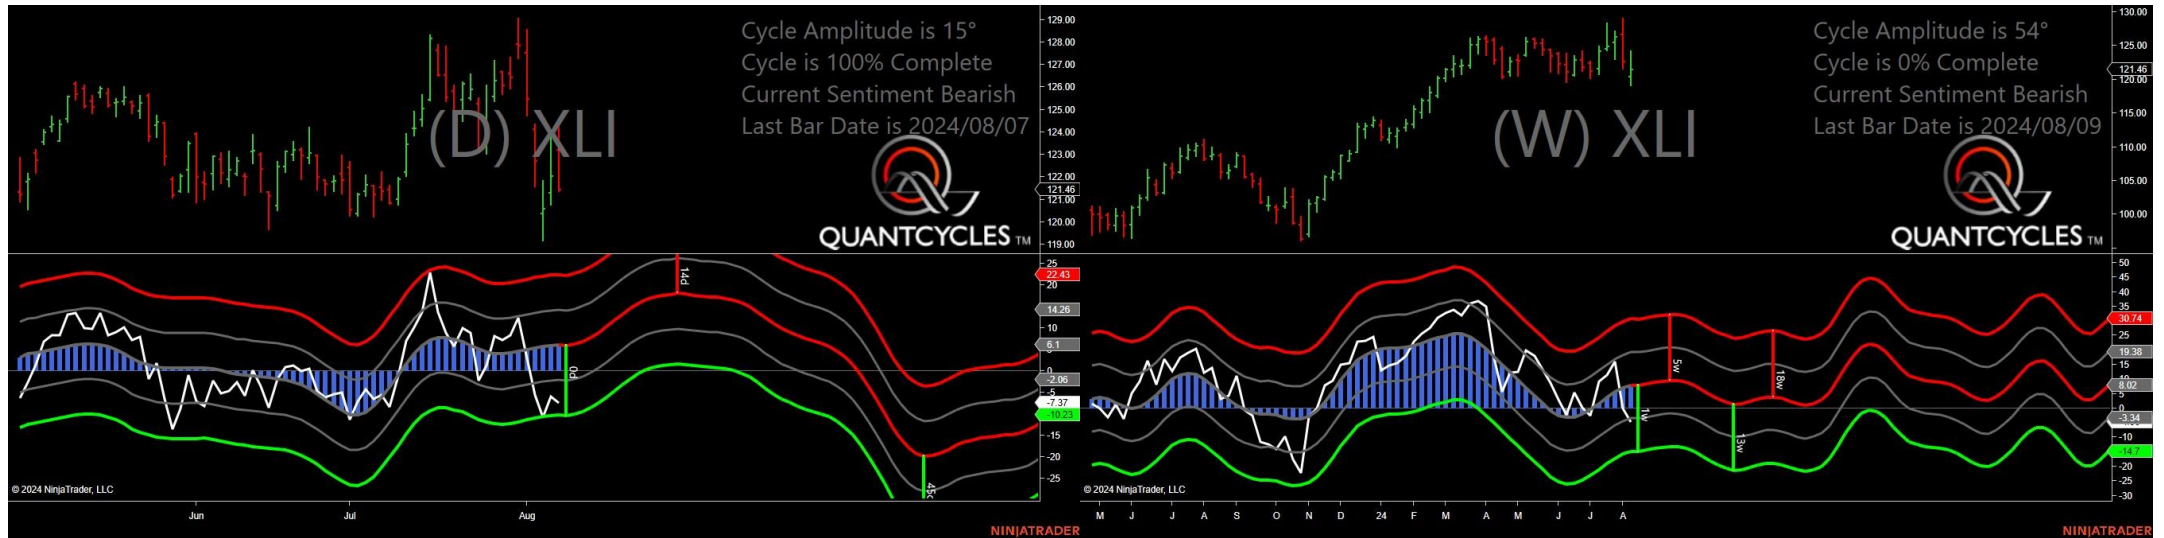 Cycle Amplitude is 15°
Cycle is 100% Complete
Current Sentiment Bearish
Last Bar Date is 2024/08/07
(D) XLI
QUANTCYCLES TM
129.00
128.00
127.00
126.00
125.00
124.00
123.00
122.00
121.46
121.00
120.00
119.00
25
22.43
20
14.26
10
6.1
0
-2.06
-5
-7.37
-10.23
-15
-20
-25
14d
0d
45d
© 2024 NinjaTrader, LLC
Jun
Jul
Aug
NINJATRADER
Cycle Amplitude is 54°
Cycle is 0% Complete
Current Sentiment Bearish
Last Bar Date is 2024/08/09
(W) XLI
QUANTCYCLES TM
130.00
125.00
121.46
120.00
115.00
110.00
105.00
100.00
50
45
40
35
30.74
25
19.38
15
8.02
5
0
-3.34
-10
-14.7
-20
-25
-30
1w
5w
13w
18w
© 2024 NinjaTrader, LLC
M J J A S O N D 24 F M A M J J A
NINJATRADER